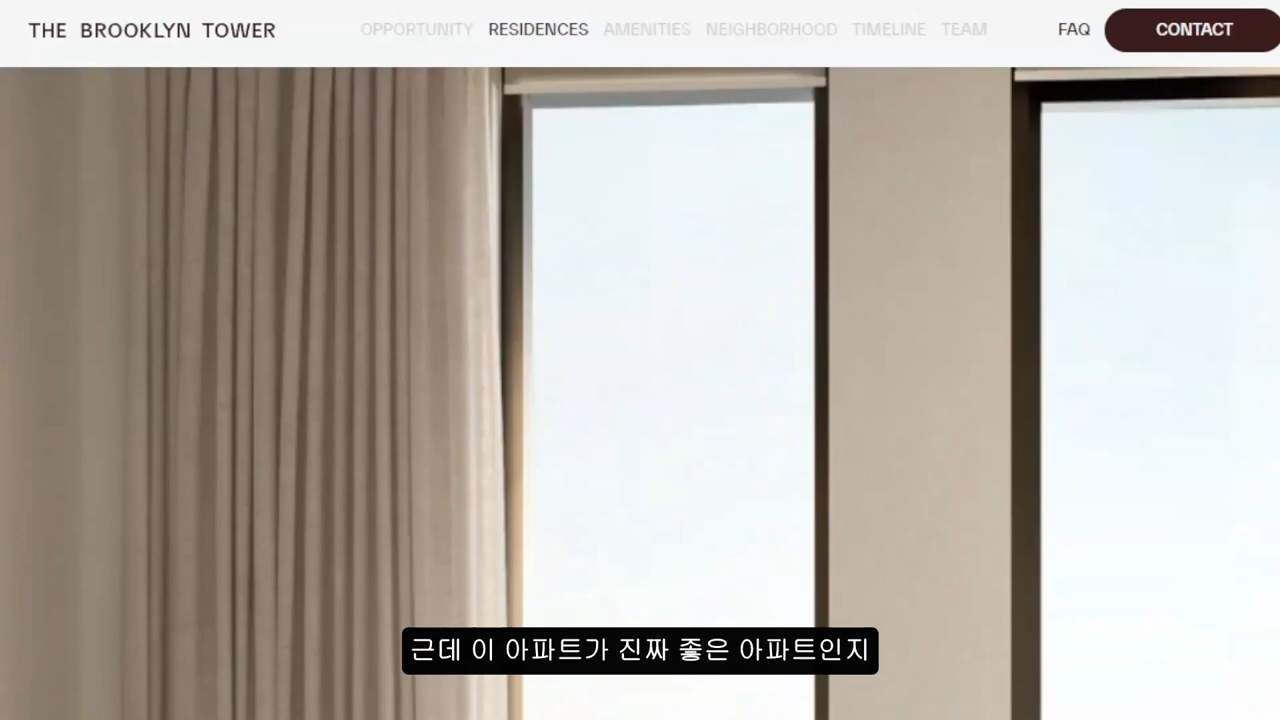 THE BROOKLYN TOWER
OPPORTUNITY RESIDENCES AMENITIES NEIGHBORHOOD TIMELINE TEAM
FAQ
CONTACT
근데 이 아파트가 진짜 좋은 아파트인지